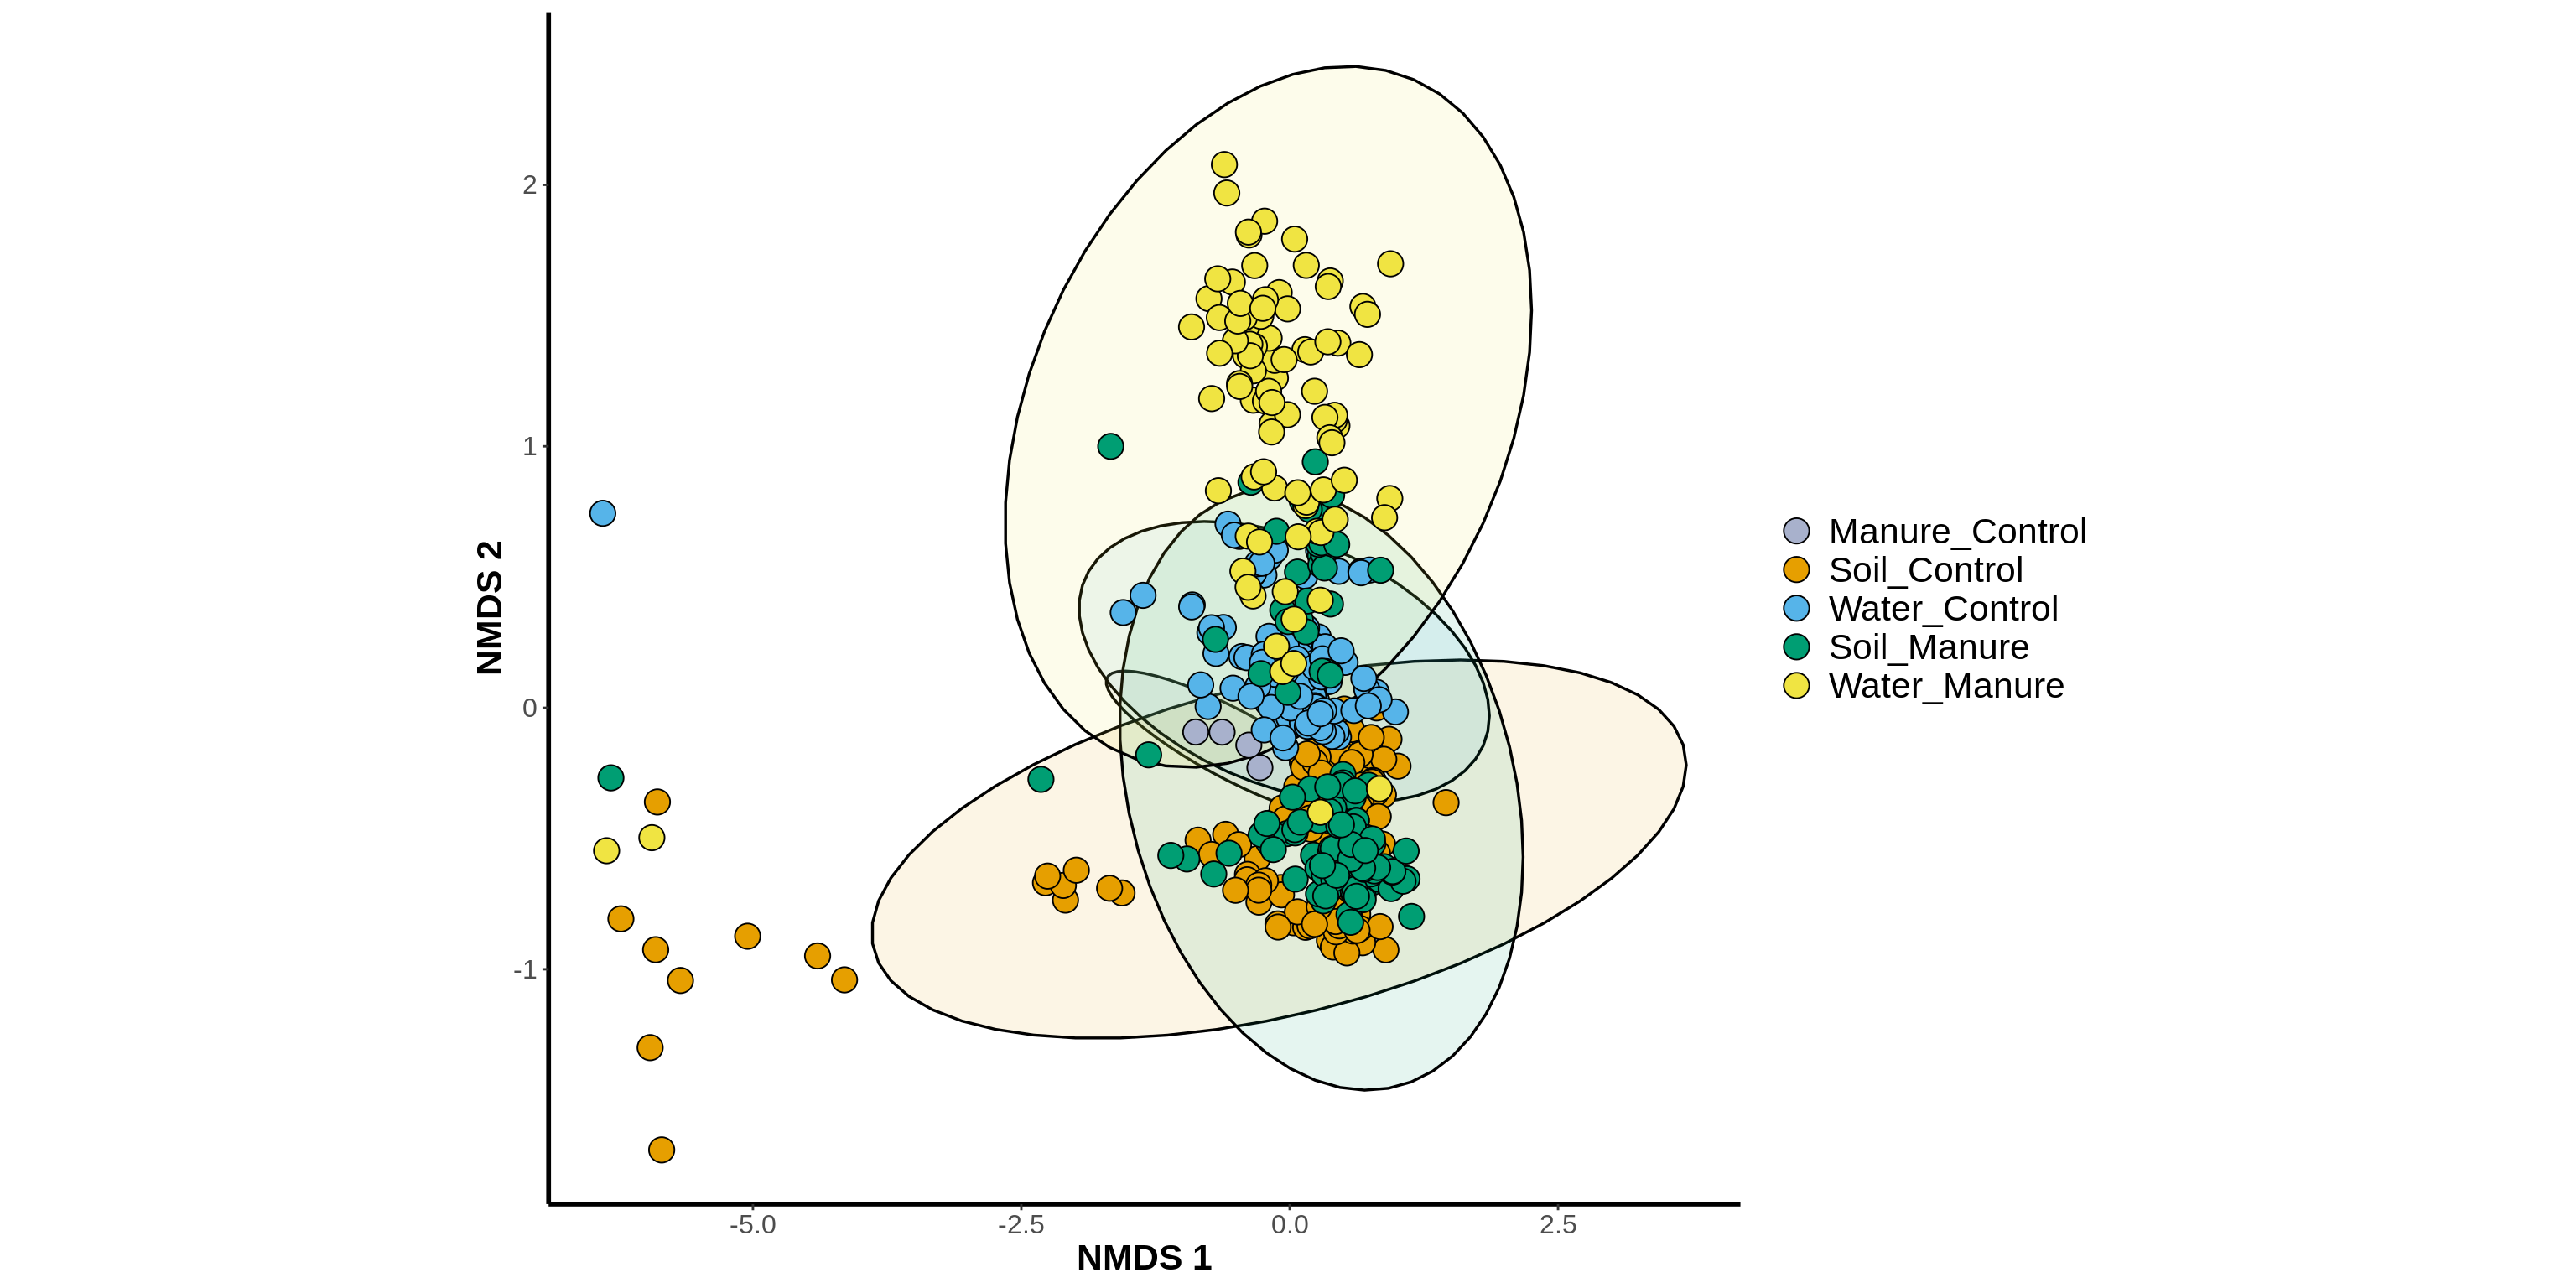 NMDS 2
2
1
0
-1
-5.0
-2.5
0.0
2.5
NMDS 1
Manure_Control
Soil_Control
Water_Control
Soil_Manure
Water_Manure